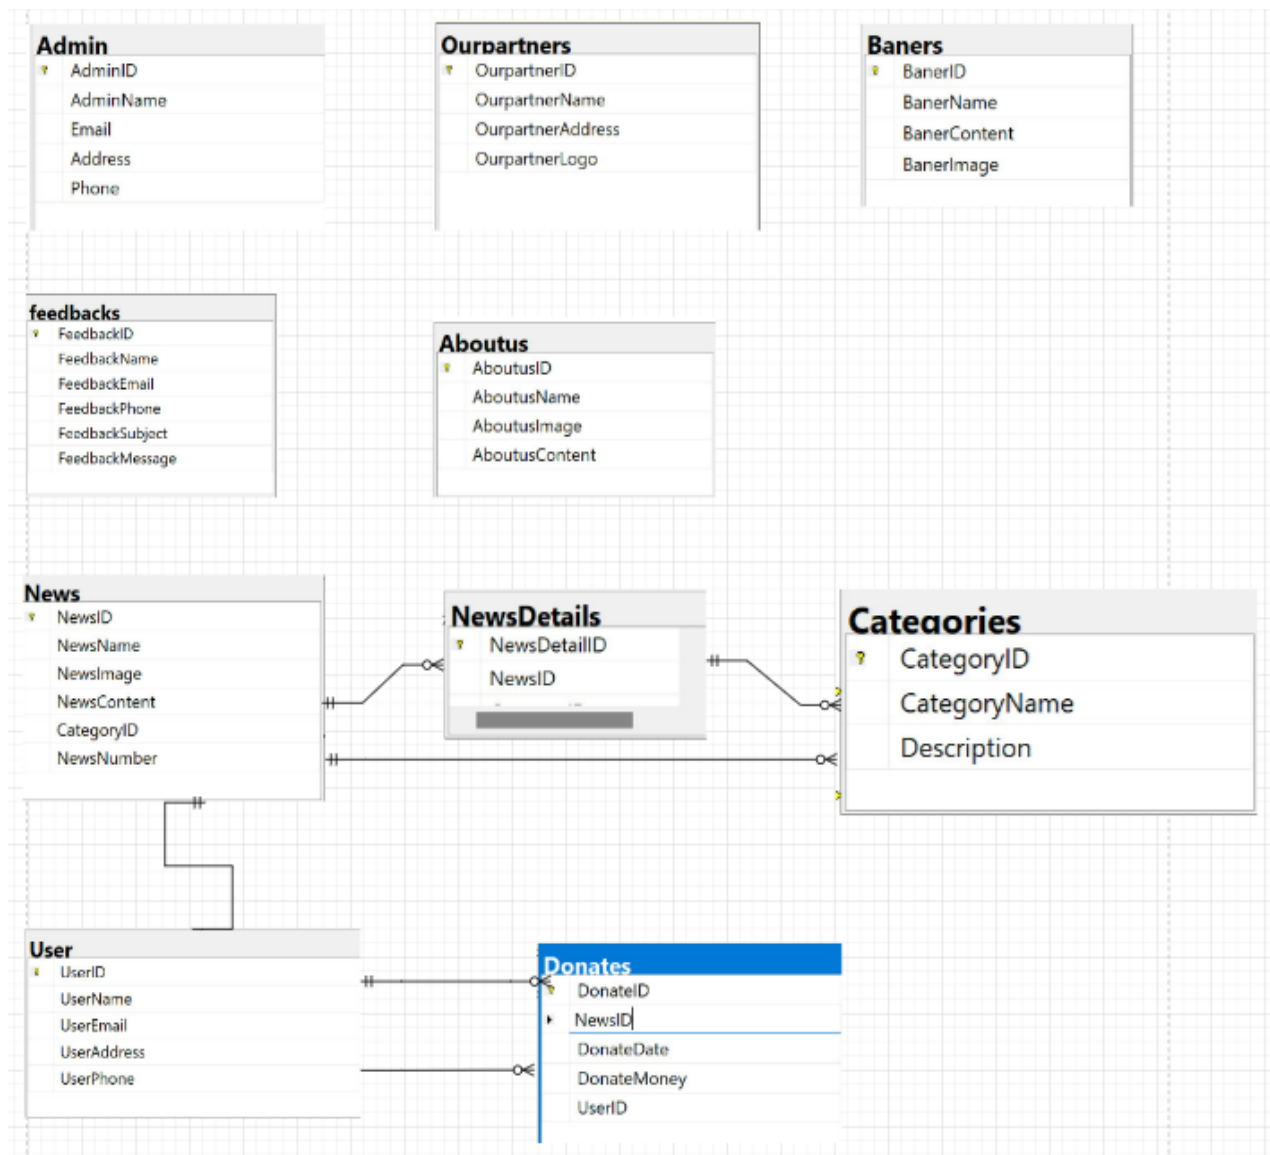 Admin
AdminID
AdminName
Email
Address
Phone
Ourpartners
OurpartnerID
OurpartnerName
OurpartnerAddress
OurpartnerLogo
Baners
BanerID
BanerName
BanerContent
BanerImage
feedbacks
FeedbackID
FeedbackName
FeedbackEmail
FeedbackPhone
FeedbackSubject
FeedbackMessage
Aboutus
AboutusID
AboutusName
AboutusImage
AboutusContent
News
NewsID
NewsName
NewsImage
NewsContent
CategoryID
NewsNumber
NewsDetails
NewsDetailID
NewsID
Categories
CategoryID
CategoryName
Description
User
UserID
UserName
UserEmail
UserAddress
UserPhone
Donates
DonateID
NewsID
DonateDate
DonateMoney
UserID